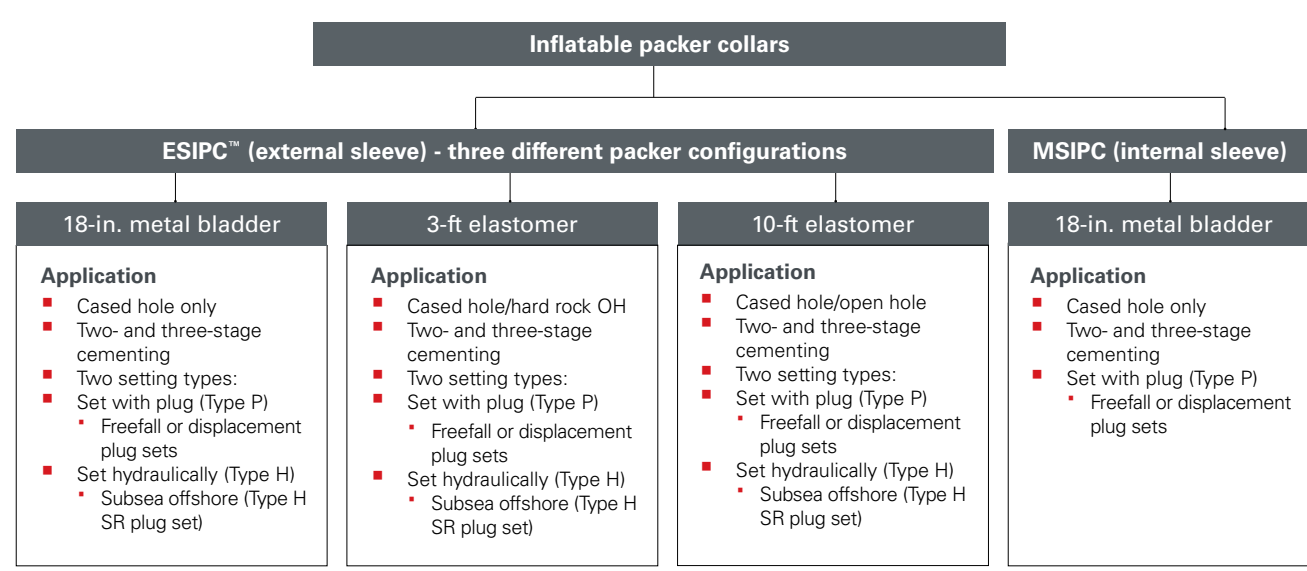 Inflatable packer collars
ESIPC™ (external sleeve) - three different packer configurations
MSIPC (internal sleeve)
18-in. metal bladder
Application
Cased hole only
Two- and three-stage
cementing
Two setting types:
Set with plug (Type P)
Freefall or displacement
plug sets
Set hydraulically (Type H)
Subsea offshore (Type H
SR plug set)
3-ft elastomer
Application
Cased hole/hard rock OH
Two- and three-stage
cementing
Two setting types:
Set with plug (Type P)
Freefall or displacement
plug sets
Set hydraulically (Type H)
Subsea offshore (Type H
SR plug set)
10-ft elastomer
Application
Cased hole/open hole
Two- and three-stage
cementing
Two setting types:
Set with plug (Type P)
Freefall or displacement
plug sets
Set hydraulically (Type H)
Subsea offshore (Type H
SR plug set)
18-in. metal bladder
Application
Cased hole only
Two- and three-stage
cementing
Set with plug (Type P)
Freefall or displacement
plug sets